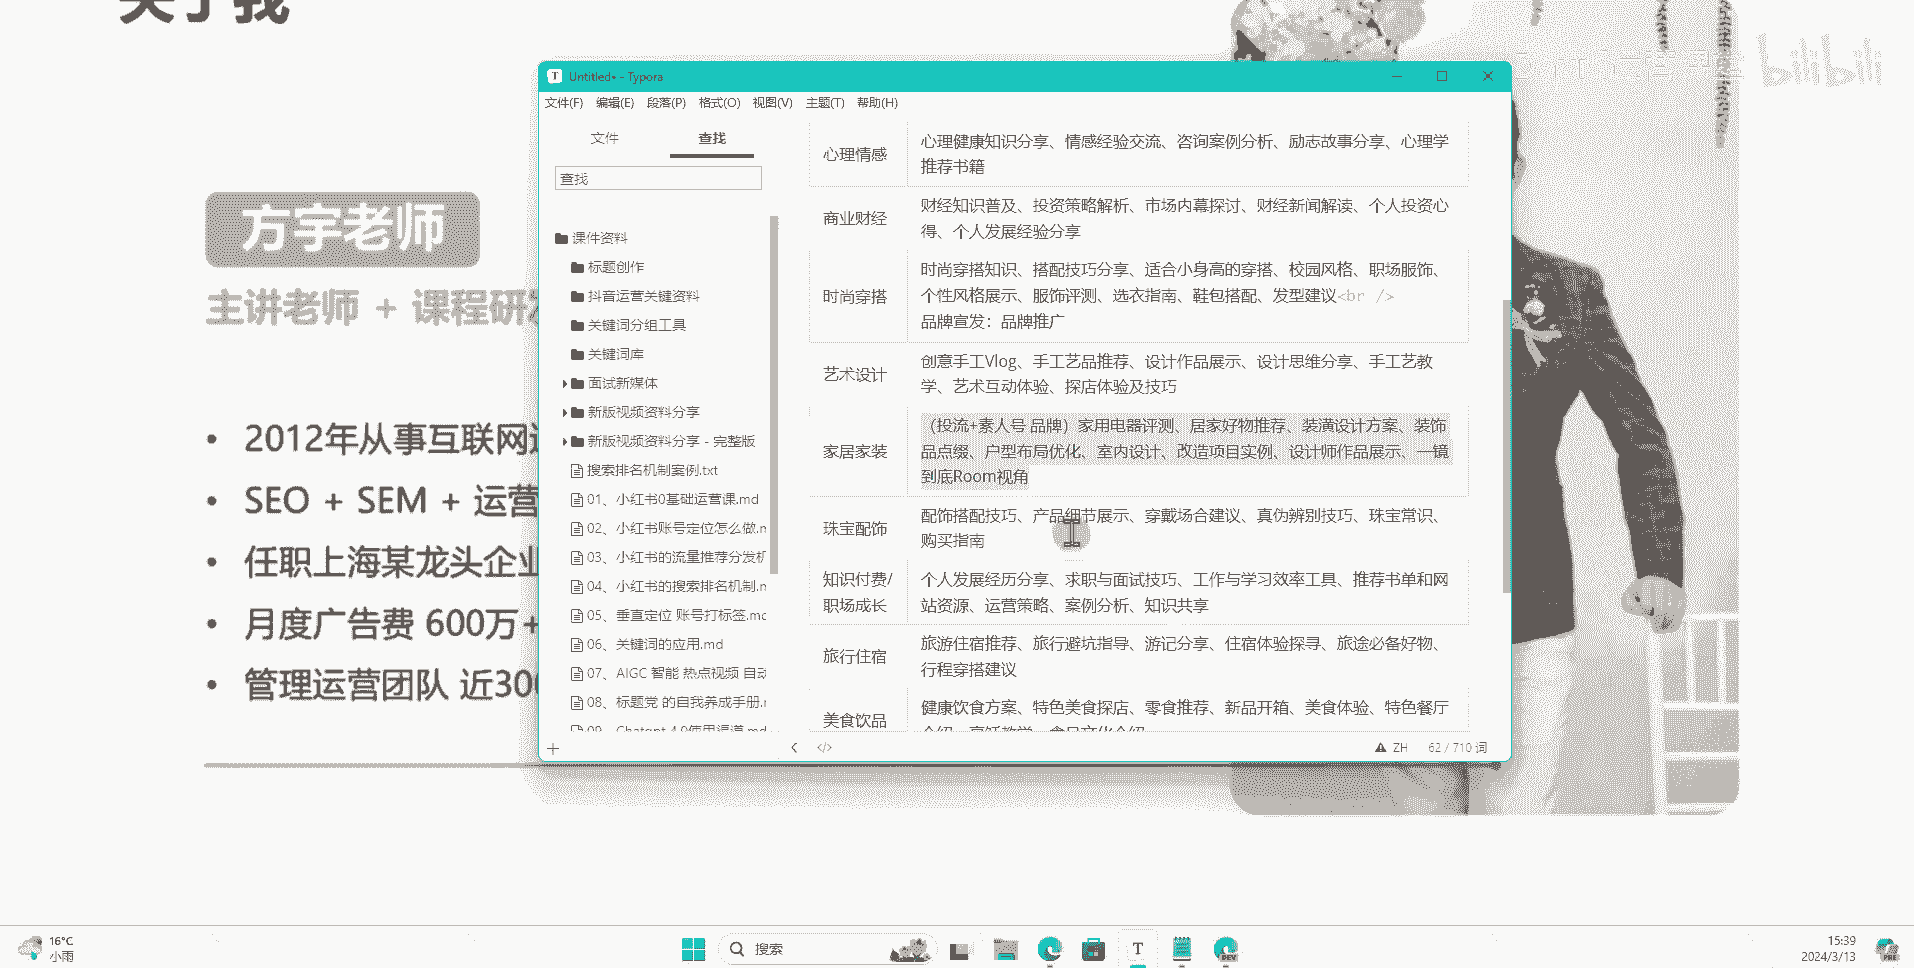 关于我
bilibili
方宇老师
主讲老师 + 课程研发
2012年从事互联网
SEO + SEM + 运营
任职上海某龙头企业
月度广告费 600万+
管理运营团队 近300
Untitled• - Typora
文件(F) 编辑(E) 段落(P) 格式(O) 视图(V) 主题(T) 帮助(H)
文件 查找
查找
课件资料
标题创作
抖音运营关键资料
关键词分组工具
关键词库
面试新媒体
新版视频资料分享
新版视频资料分享 - 完整版
搜索排名机制案例.txt
01、小红书0基础运营课.md
02、小红书账号定位怎么做.m
03、小红书的流量推荐分发机
04、小红书的搜索排名机制.m
05、垂直定位 账号打标签.mc
06、关键词的应用.md
07、AIGC 智能 热点视频 自动
08、标题党 的自我养成手册.r
09、Chatgpt 4.0使用渠道.md
心理情感
心理健康知识分享、情感经验交流、咨询案例分析、励志故事分享、心理学
推荐书籍
商业财经
财经知识普及、投资策略解析、市场内幕探讨、财经新闻解读、个人投资心
得、个人发展经验分享
时尚穿搭
时尚穿搭知识、搭配技巧分享、适合小身高的穿搭、校园风格、职场服饰、
个性风格展示、服饰评测、选衣指南、鞋包搭配、发型建议<br />
品牌宣发：品牌推广
艺术设计
创意手工Vlog、手工艺品推荐、设计作品展示、设计思维分享、手工艺教
学、艺术互动体验、探店体验及技巧
家居家装
（投流+素人号 品牌）家用电器评测、居家好物推荐、装潢设计方案、装饰
品点缀、户型布局优化、室内设计、改造项目实例、设计师作品展示、一镜
到底Room视角
珠宝配饰
配饰搭配技巧、产品细节展示、穿戴场合建议、真伪辨别技巧、珠宝常识、
购买指南
知识付费/
职场成长
个人发展经历分享、求职与面试技巧、工作与学习效率工具、推荐书单和网
站资源、运营策略、案例分析、知识共享
旅行住宿
旅游住宿推荐、旅行避坑指导、游记分享、住宿体验探寻、旅途必备好物、
行程穿搭建议
美食饮品
健康饮食方案、特色美食探店、零食推荐、新品开箱、美食体验、特色餐厅
介绍、烹饪教学、食品文化介绍
ZH 62 / 710 词
16°C
小雨
搜索
T
DEV
15:39
2024/3/13
PRE